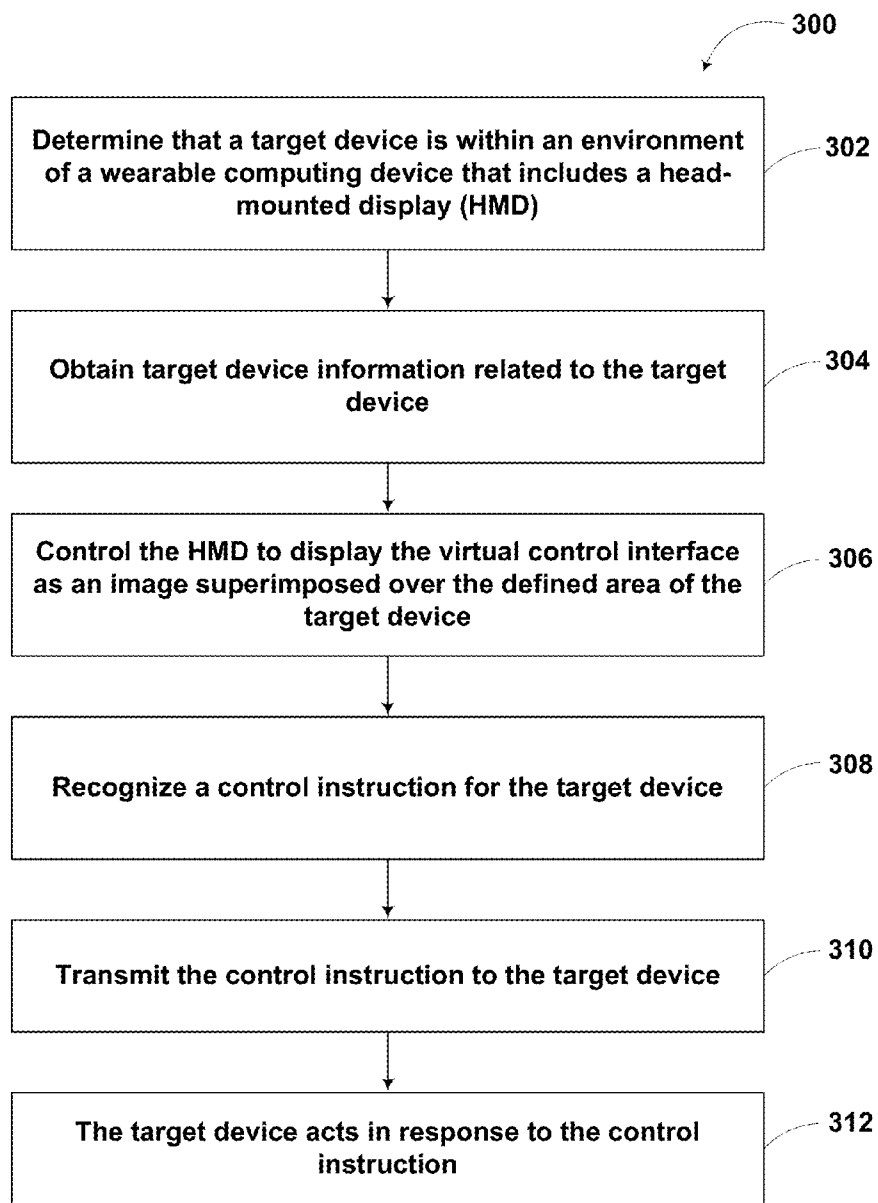 300
Determine that a target device is within an environment
of a wearable computing device that includes a head-
mounted display (HMD)
302
Obtain target device information related to the target
device
304
Control the HMD to display the virtual control interface
as an image superimposed over the defined area of the
target device
306
Recognize a control instruction for the target device
308
Transmit the control instruction to the target device
310
The target device acts in response to the control
instruction
312